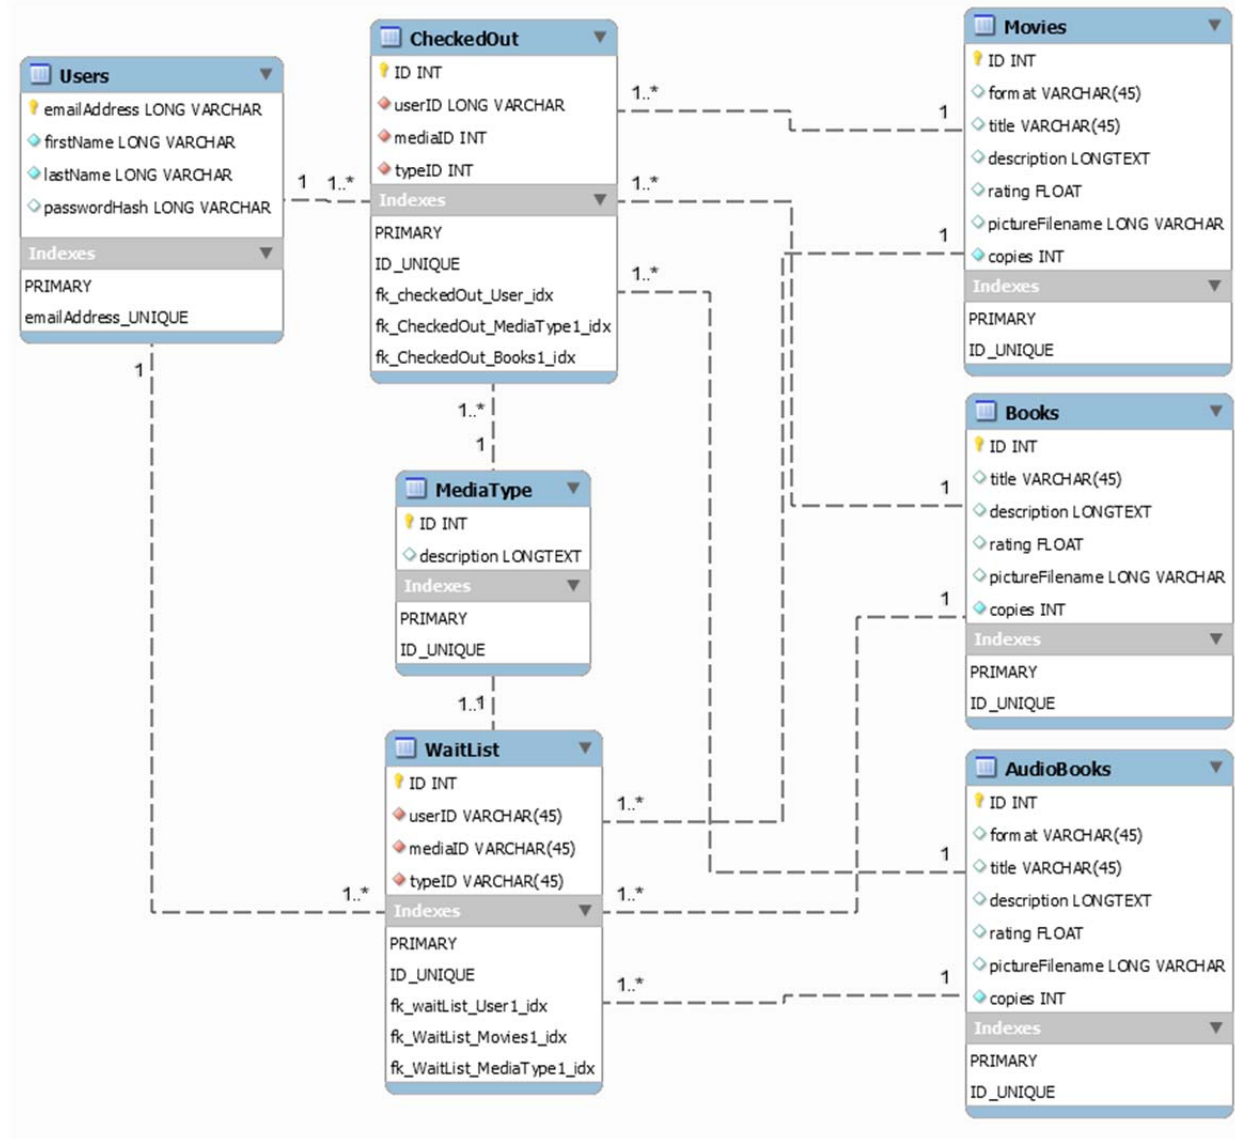 Users
emailAddress LONG VARCHAR
firstName LONG VARCHAR
lastName LONG VARCHAR
passwordHash LONG VARCHAR
Indexes
PRIMARY
emailAddress_UNIQUE
1
1..*
1
1..*
CheckedOut
ID INT
userID LONG VARCHAR
mediaID INT
typeID INT
Indexes
PRIMARY
ID_UNIQUE
fk_checkedOut_User_idx
fk_CheckedOut_MediaType1_idx
fk_CheckedOut_Books1_idx
1..*
1..*
1..*
1..*
1
MediaType
ID INT
description LONGTEXT
Indexes
PRIMARY
ID_UNIQUE
1..1
WaitList
ID INT
userID VARCHAR(45)
mediaID VARCHAR(45)
typeID VARCHAR(45)
Indexes
PRIMARY
ID_UNIQUE
fk_waitList_User1_idx
fk_WaitList_Movies1_idx
fk_WaitList_MediaType1_idx
1..*
1..*
1..*
1
1
Movies
ID INT
format VARCHAR(45)
title VARCHAR(45)
description LONGTEXT
rating FLOAT
pictureFilename LONG VARCHAR
copies INT
Indexes
PRIMARY
ID_UNIQUE
1
1
Books
ID INT
title VARCHAR(45)
description LONGTEXT
rating FLOAT
pictureFilename LONG VARCHAR
copies INT
Indexes
PRIMARY
ID_UNIQUE
1
1
AudioBooks
ID INT
format VARCHAR(45)
title VARCHAR(45)
description LONGTEXT
rating FLOAT
pictureFilename LONG VARCHAR
copies INT
Indexes
PRIMARY
ID_UNIQUE